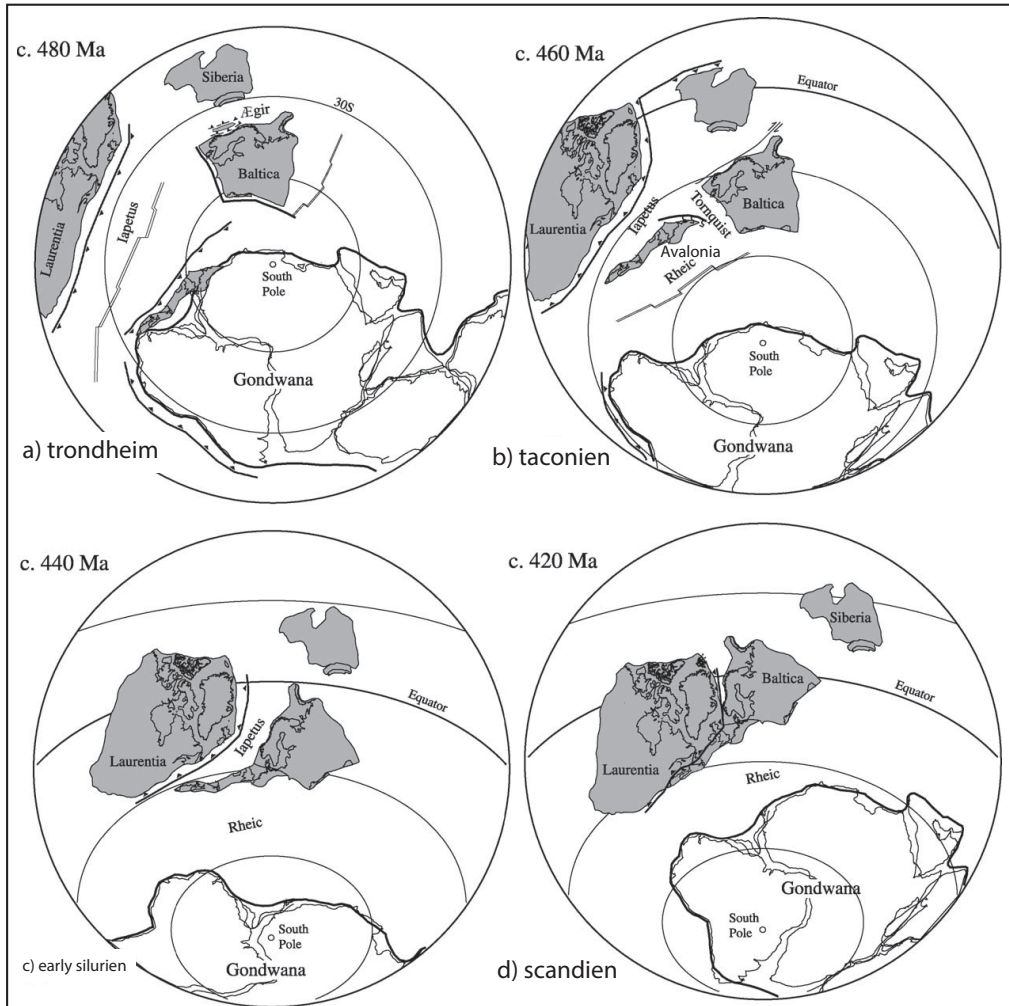 c. 480 Ma
Siberia
30S
Ægir
Baltica
Iapetus
Laurentia
South
Pole
Gondwana
a) trondheim
c. 460 Ma
Equator
Laurentia
Iapetus
Tornquist
Baltica
Avalonia
Rheic
South
Pole
Gondwana
b) taconien
c. 440 Ma
Equator
Iapetus
Laurentia
Rheic
South
Pole
Gondwana
c) early silurien
c. 420 Ma
Siberia
Baltica
Equator
Laurentia
Rheic
Gondwana
South
Pole
d) scandien